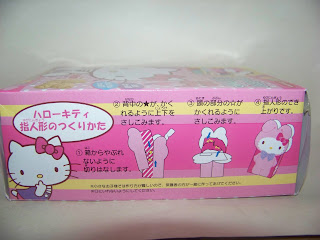 ハローキティ
指人形のつくりかた
①箱からやぶれ
ないように
切りはなします。
②背中の★が、かく
れるように上下を
さしこみます。
③頭の部分の☆が
かくれるように
さしこみます。
④指人形のでき
上がりです。